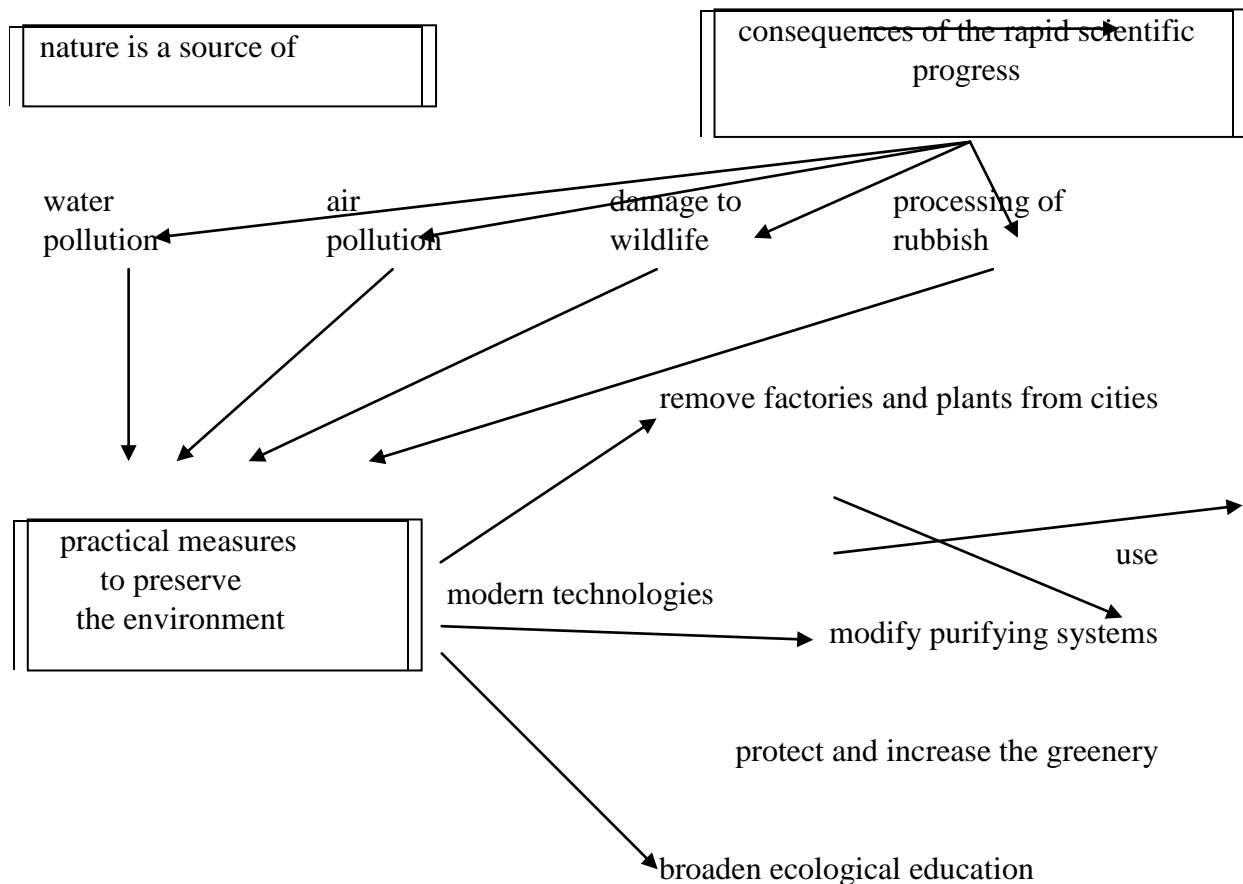 nature is a source of
consequences of the rapid scientific
progress
water
pollution
air
pollution
damage to
wildlife
processing of
rubbish
remove factories and plants from cities
practical measures
to preserve
the environment
use
modern technologies
modify purifying systems
protect and increase the greenery
broaden ecological education